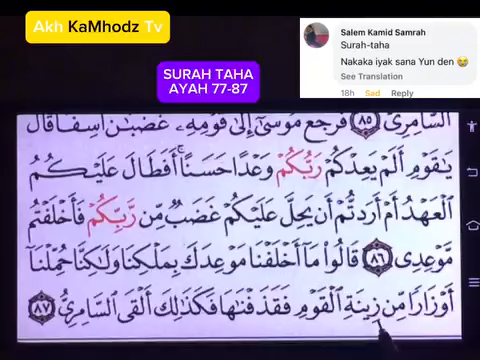 Akh KaMhodz Tv
Salem Kamid Samrah
Surah-taha
Nakaka iyak sana Yun den 😭
See Translation
18h Sad Reply
SURAH TAHA
AYAH 77-87
السَّامِرِيُّ ٨٥ فَرَجَعَ مُوسَىٰٓ إِلَىٰ قَوْمِهِۦ غَضْبَٰنَ أَسِفًا قَالَ
يَٰقَوْمِ أَلَمْ يَعِدْكُمْ رَبُّكُمْ وَعْدًا حَسَنًا ۚ أَفَطَالَ عَلَيْكُمُ
الْعَهْدُ أَمْ أَرَدتُّمْ أَن يَحِلَّ عَلَيْكُمْ غَضَبٌ مِّن رَّبِّكُمْ فَأَخْلَفْتُم
مَّوْعِدِى ٨٦ قَالُوا۟ مَآ أَخْلَفْنَا مَوْعِدَكَ بِمَلْكِنَا وَلَٰكِنَّا حُمِّلْنَآ
أَوْزَارًا مِّن زِينَةِ الْقَوْمِ فَقَذَفْنَٰهَا فَكَذَٰلِكَ أَلْقَى السَّامِرِىُّ ٨٧